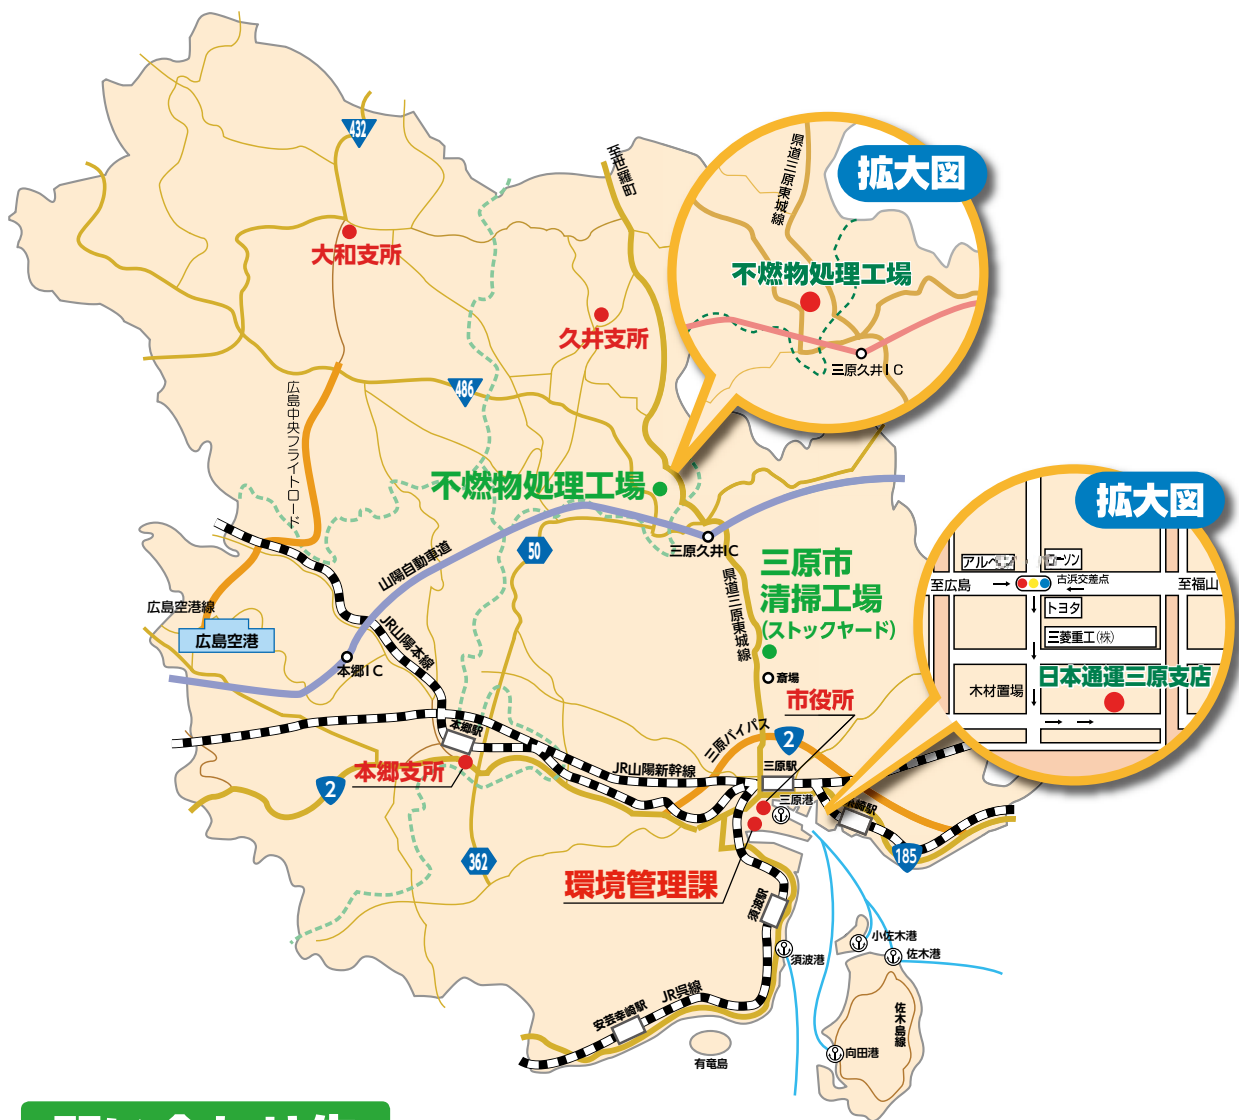 432
至世羅町
県道三原東城線
拡大図
大和支所
不燃物処理工場
久井支所
三原久井IC
広島中央フライトロード
486
不燃物処理工場
拡大図
50
三原久井IC
三原市
清掃工場
(ストックヤード)
山陽自動車道
県道三原東城線
アルペ
ローソン
至広島
古浜交差点
至福山
トヨタ
三菱重工(株)
日本通運三原支店
木材置場
広島空港線
広島空港
JR山陽本線
本郷IC
斎場
市役所
本郷駅
三原バイパス
2
三原駅
JR山陽新幹線
本郷支所
2
三原港
185
362
環境管理課
須波駅
小佐木港
佐木港
須波港
JR呉線
安芸幸崎駅
佐木島線
向田港
有竜島